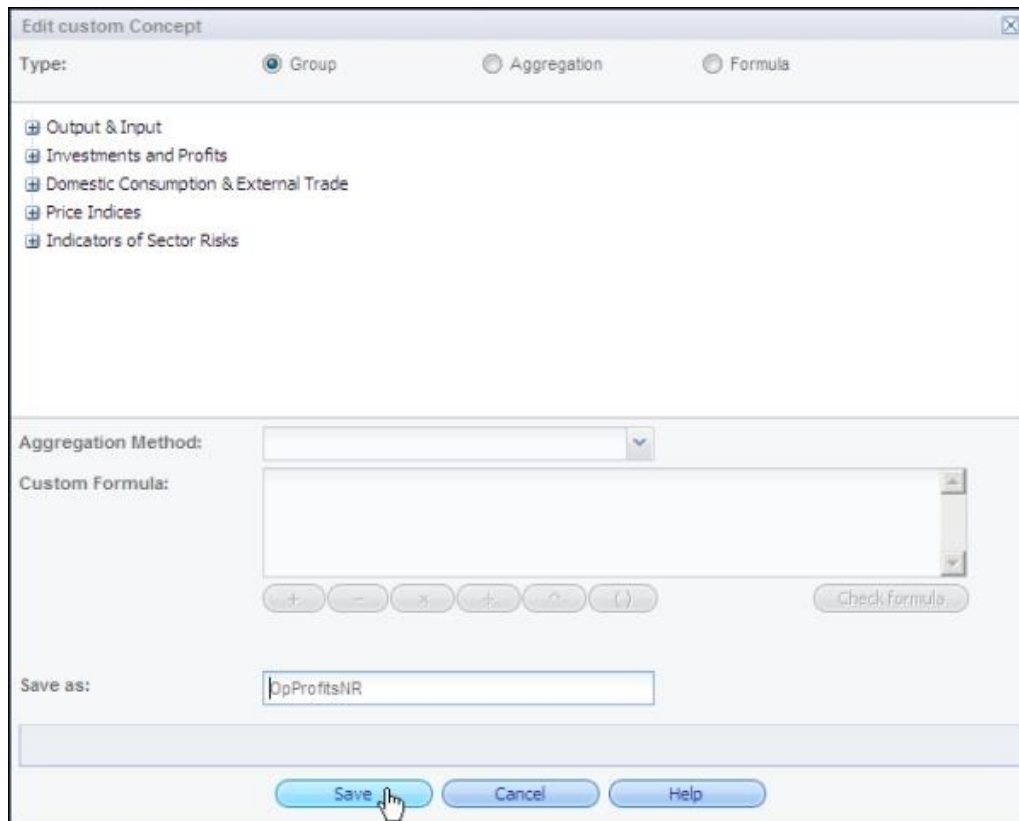 Edit custom Concept
Type: Group Aggregation Formula
Output & Input
Investments and Profits
Domestic Consumption & External Trade
Price Indices
Indicators of Sector Risks
Aggregation Method:
Custom Formula:
+ - × ÷ ^ ( ) Check formula
Save as: OpProfitsNR
Save Cancel Help